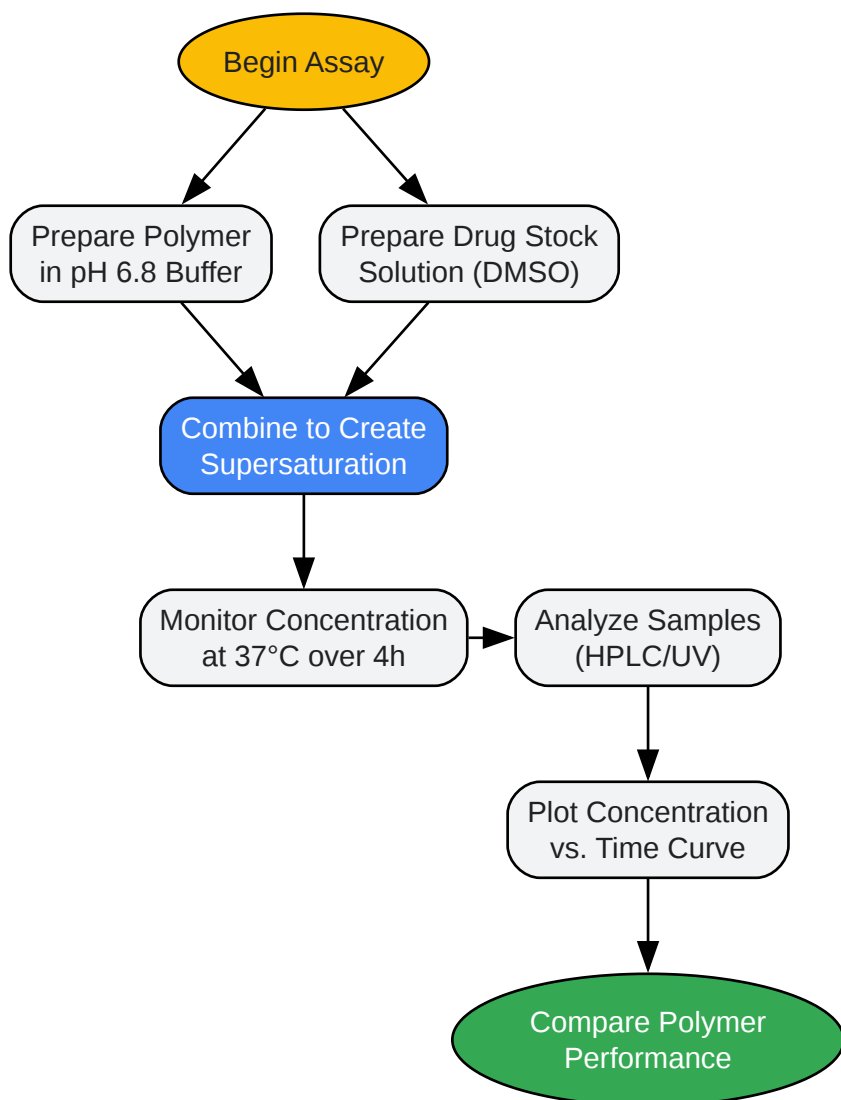 Begin Assay
Prepare Polymer
in pH 6.8 Buffer
Prepare Drug Stock
Solution (DMSO)
Combine to Create
Supersaturation
Monitor Concentration
at 37°C over 4h
Analyze Samples
(HPLC/UV)
Plot Concentration
vs. Time Curve
Compare Polymer
Performance